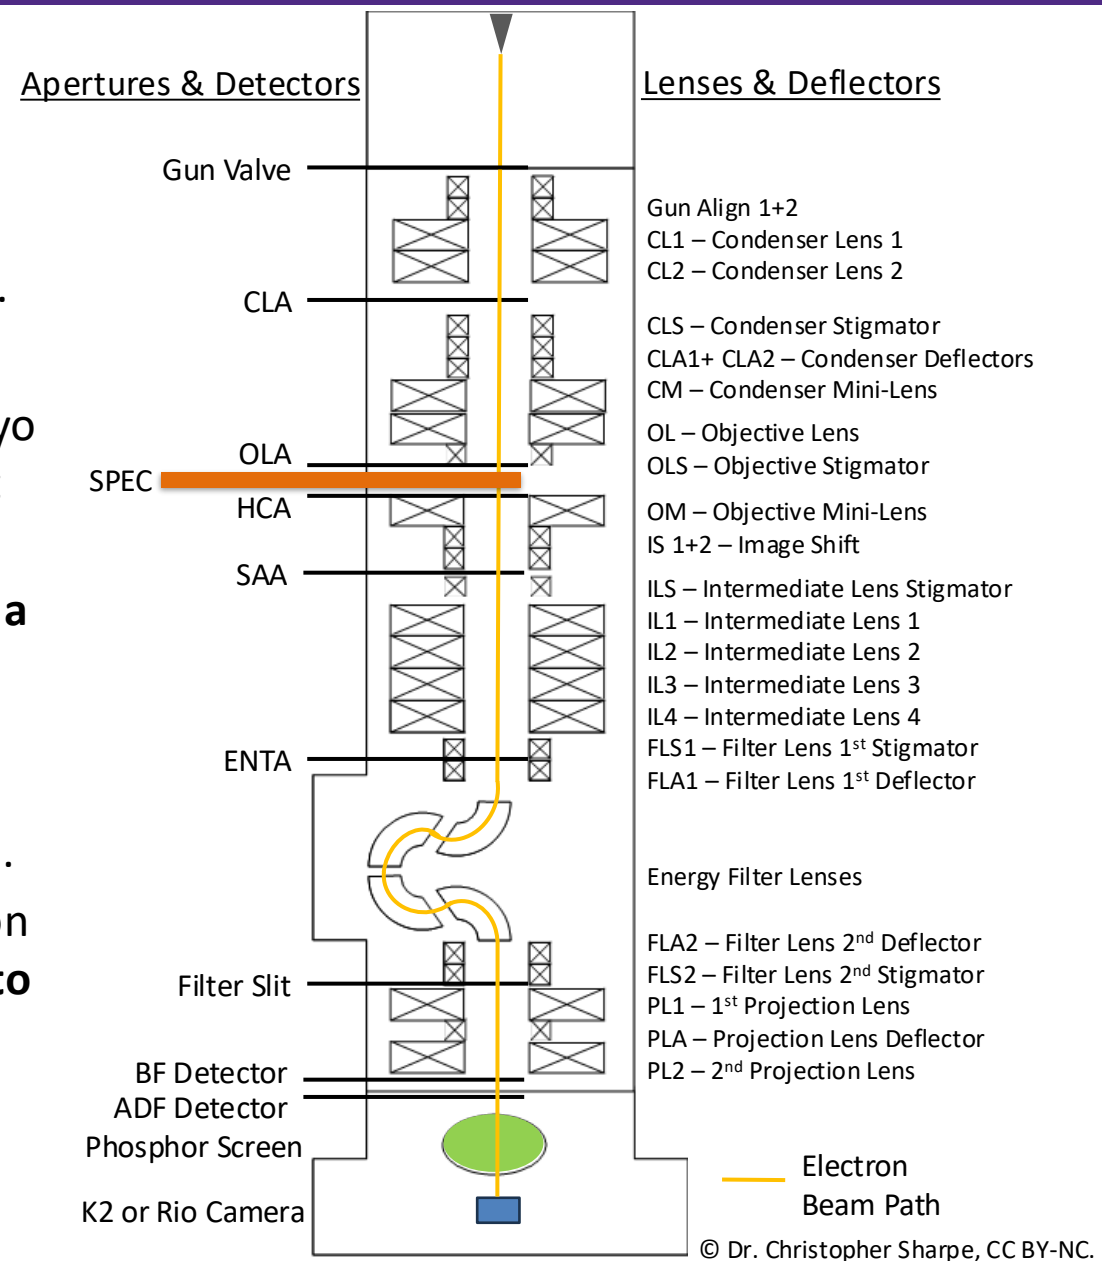 Apertures & Detectors
Lenses & Deflectors
Gun Valve
Gun Align 1+2
CL1 – Condenser Lens 1
CL2 – Condenser Lens 2
.
CLA
CLS – Condenser Stigmator
CLA1+ CLA2 – Condenser Deflectors
CM – Condenser Mini-Lens
yo
OL – Objective Lens
OLA
OLS – Objective Stigmator
SPEC
HCA
OM – Objective Mini-Lens
IS 1+2 – Image Shift
SAA
ILS – Intermediate Lens Stigmator
a
IL1 – Intermediate Lens 1
IL2 – Intermediate Lens 2
IL3 – Intermediate Lens 3
IL4 – Intermediate Lens 4
FLS1 – Filter Lens 1st Stigmator
ENTA
FLA1 – Filter Lens 1st Deflector
.
Energy Filter Lenses
on
FLA2 – Filter Lens 2nd Deflector
to
FLS2 – Filter Lens 2nd Stigmator
Filter Slit
PL1 – 1st Projection Lens
PLA – Projection Lens Deflector
PL2 – 2nd Projection Lens
BF Detector
ADF Detector
Phosphor Screen
K2 or Rio Camera
Electron
Beam Path
© Dr. Christopher Sharpe, CC BY-NC.